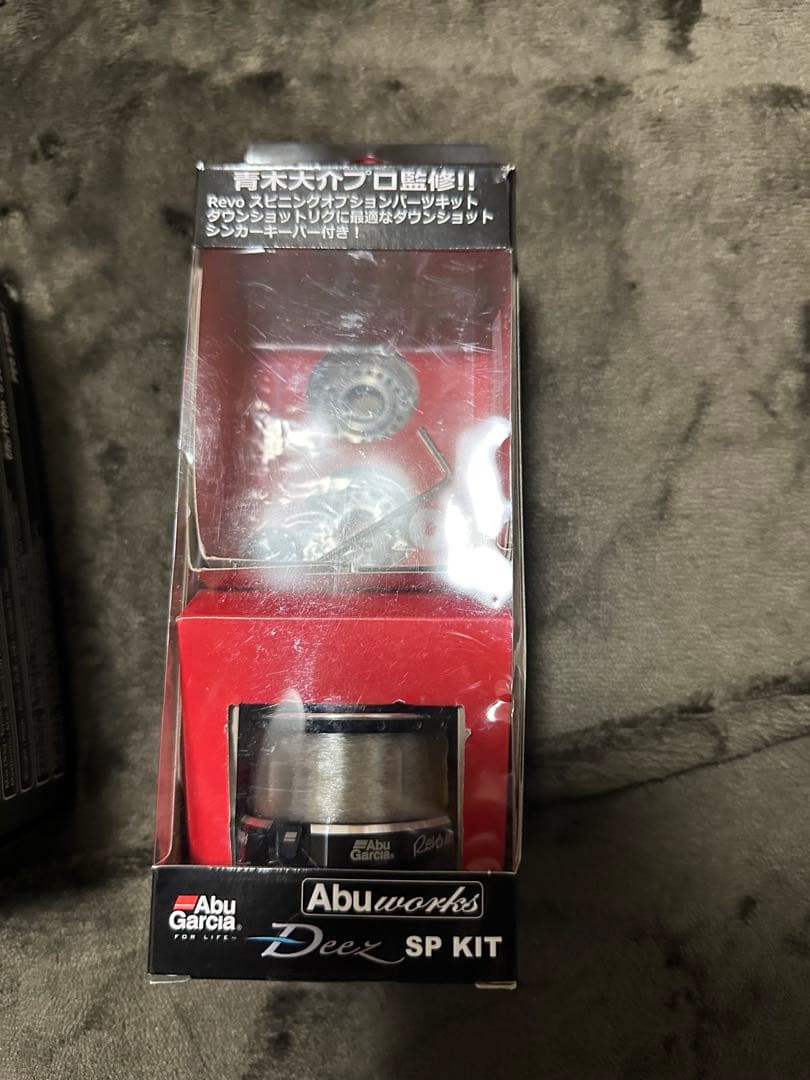 青木大介プロ監修!!
Revo スピニングオプションパーツキット
ダウンショットリグに最適なダウンショット
シンカーキーパー付き！
Abu
Garcia®
Revo
Abu
Garcia®
FOR LIFE™
Abuworks
Deez SP KIT